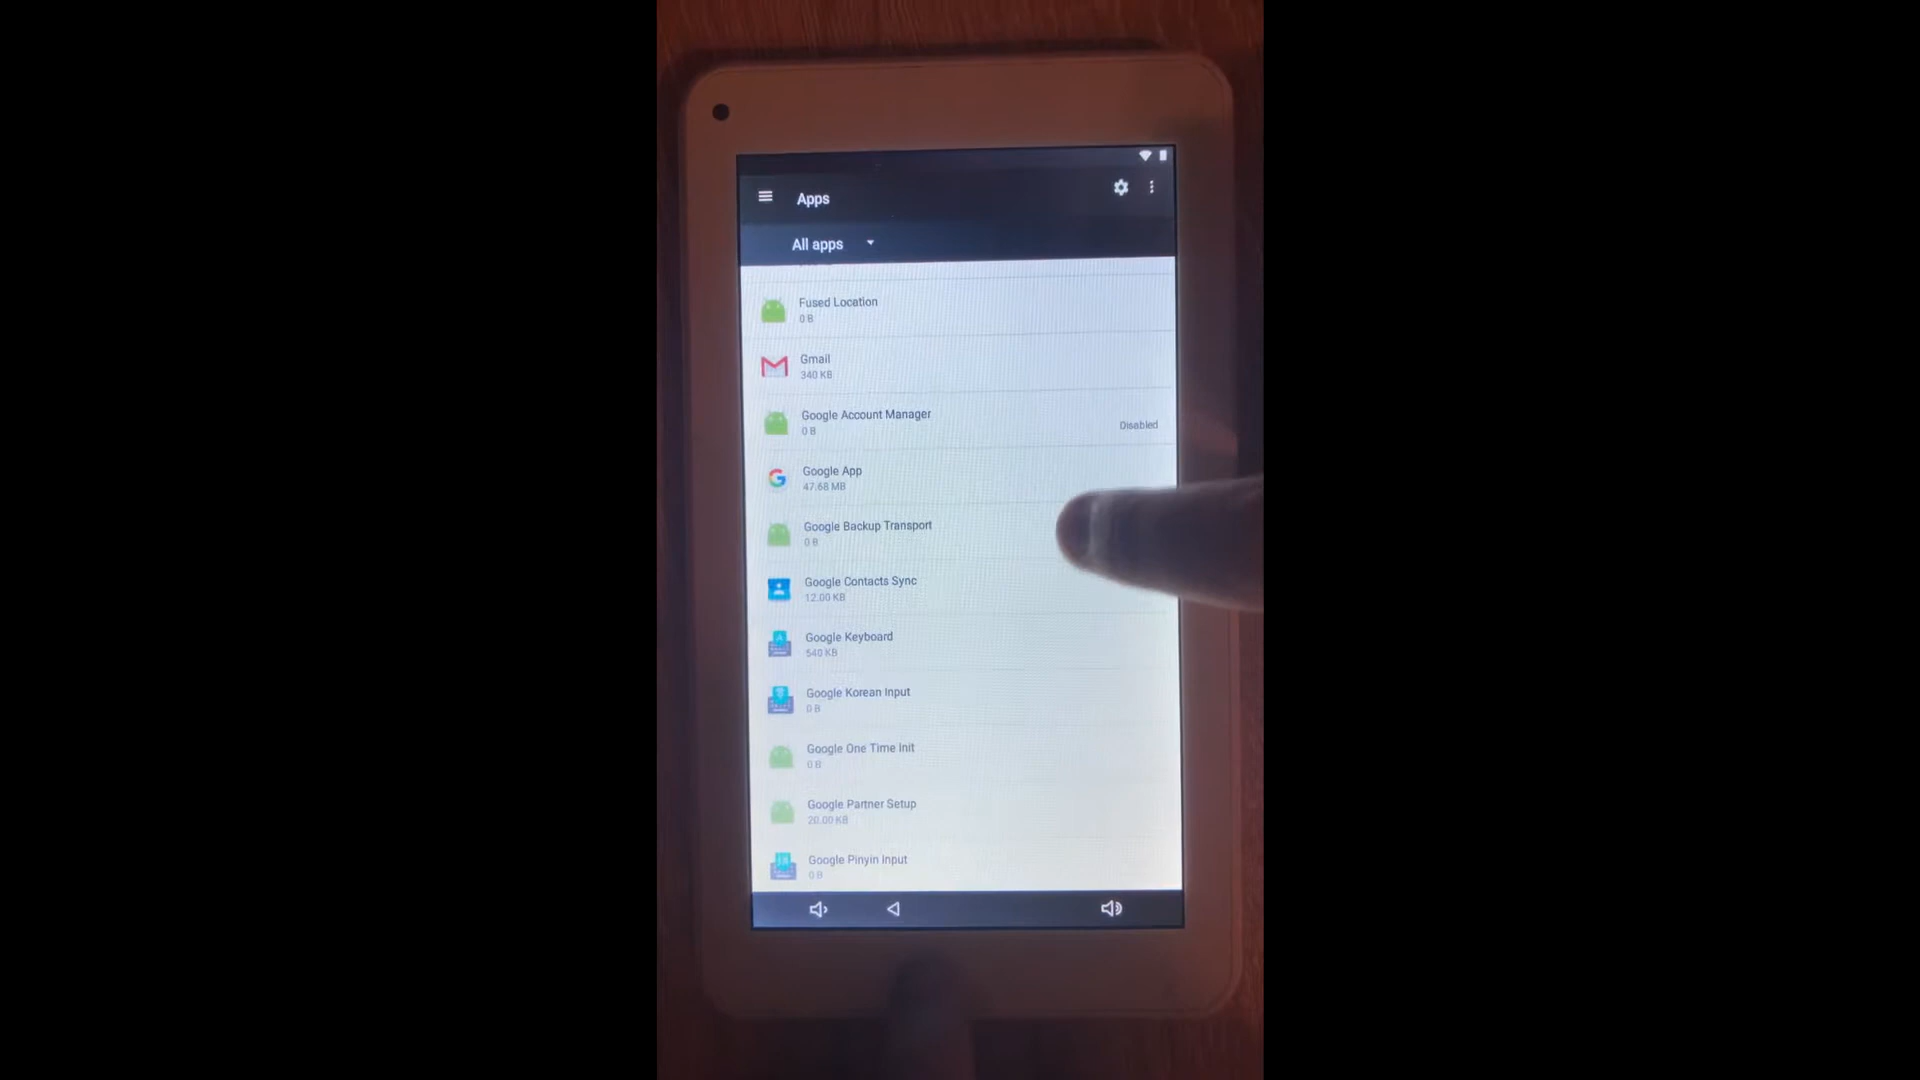 Apps
All apps
Fused Location
0 B
Gmail
340 KB
Google Account Manager
0 B
Disabled
Google App
47.68 MB
Google Backup Transport
0 B
Google Contacts Sync
12.00 KB
Google Keyboard
540 KB
Google Korean Input
0 B
Google One Time Init
0 B
Google Partner Setup
20.00 KB
Google Pinyin Input
0 B